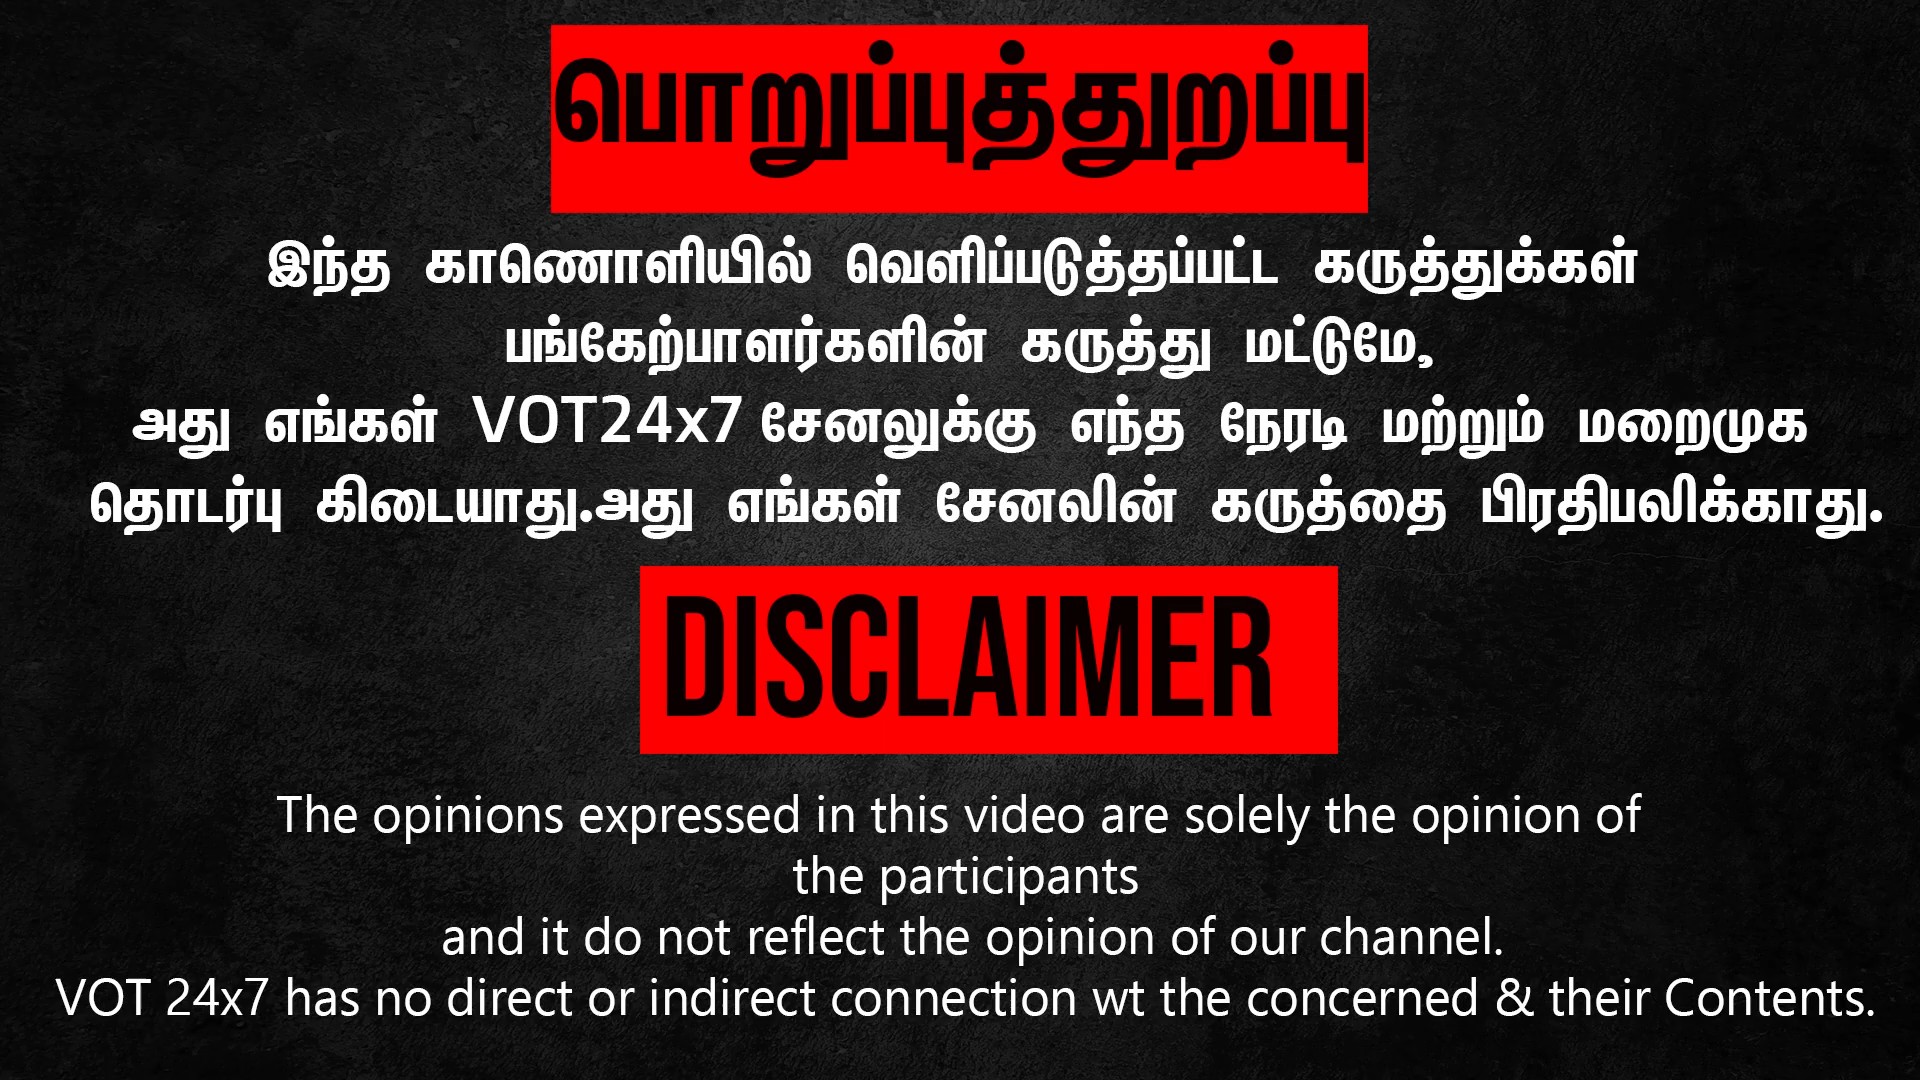 பொறுப்புத்துறப்பு
இந்த காணொளியில் வெளிப்படுத்தப்பட்ட கருத்துக்கள்
பங்கேற்பாளர்களின் கருத்து மட்டுமே,
அது எங்கள் VOT24x7 சேனலுக்கு எந்த நேரடி மற்றும் மறைமுக
தொடர்பு கிடையாது.அது எங்கள் சேனலின் கருத்தை பிரதிபலிக்காது.
DISCLAIMER
The opinions expressed in this video are solely the opinion of
the participants
and it do not reflect the opinion of our channel.
VOT 24x7 has no direct or indirect connection wt the concerned & their Contents.